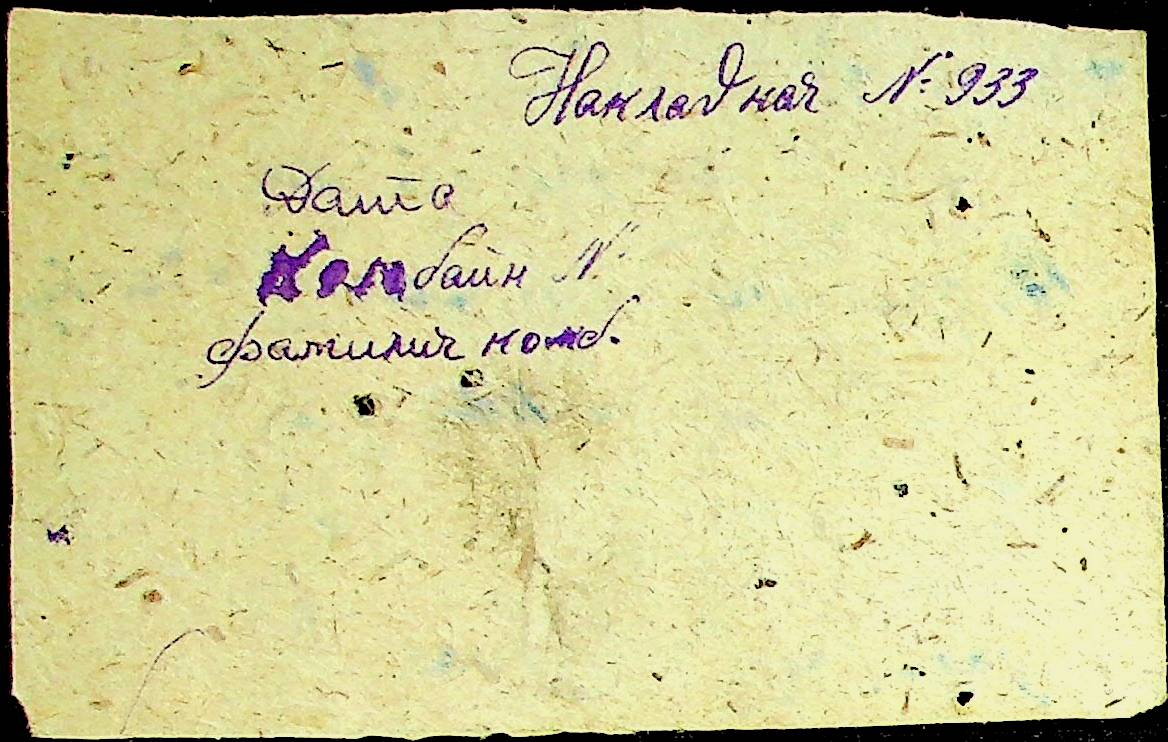 Накладная № 933
Дата
Комбайн №
фамилия комб.